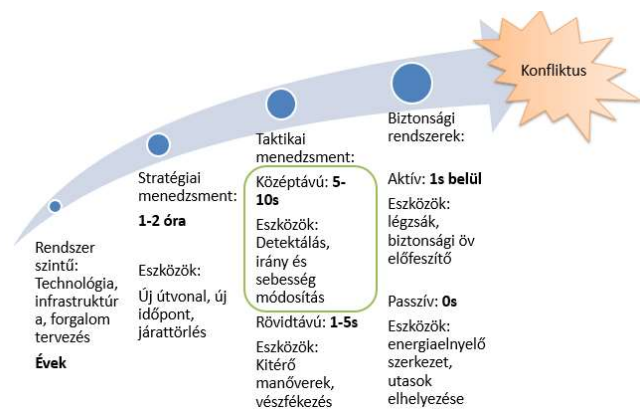 Konfliktus
Rendszer
szintű:
Technológia,
infrastruktúr
a, forgalom
tervezés
Évek
Stratégiai
menedzsment:
1-2 óra
Eszközök:
Új útvonal, új
időpont,
járattörlés
Taktikai
menedzsment:
Középtávú: 5-
10s
Eszközök:
Detektálás,
irány és
sebesség
módosítás
Rövidtávú: 1-5s
Eszközök:
Kitérő
manőverek,
vészfékezés
Biztonsági
rendszerek:
Aktív: 1s belül
Eszközök:
légzsák,
biztonsági öv
előfeszítő
Passzív: 0s
Eszközök:
energiaelnyelő
szerkezet,
utasok
elhelyezése